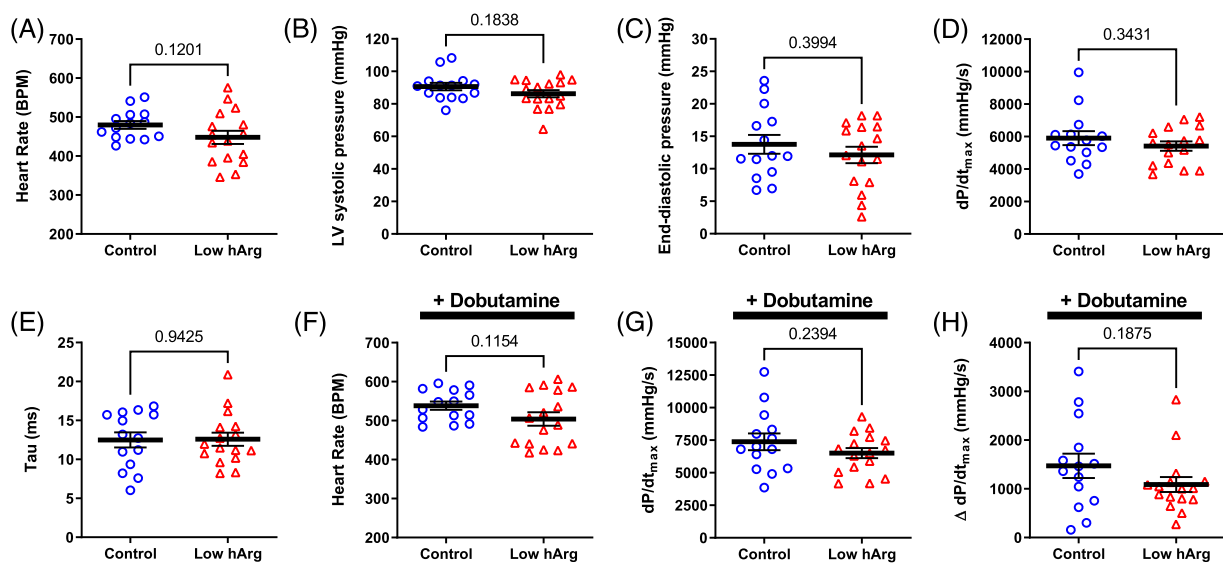 (A)
Heart Rate (BPM)
700
600
500
400
300
200
0.1201
Control
Low hArg
(B)
LV systolic pressure (mmHg)
120
100
80
60
40
20
0
0.1838
Control
Low hArg
(C)
End-diastolic pressure (mmHg)
30
25
20
15
10
5
0
0.3994
Control
Low hArg
(D)
dP/dtmax (mmHg/s)
12000
10000
8000
6000
4000
2000
0
0.3431
Control
Low hArg
(E)
Tau (ms)
25
20
15
10
5
0
0.9425
Control
Low hArg
(F)
+ Dobutamine
Heart Rate (BPM)
700
600
500
400
300
200
0.1154
Control
Low hArg
(G)
+ Dobutamine
dP/dtmax (mmHg/s)
15000
12500
10000
7500
5000
2500
0
0.2394
Control
Low hArg
(H)
+ Dobutamine
Δ dP/dtmax (mmHg/s)
4000
3000
2000
1000
0
0.1875
Control
Low hArg